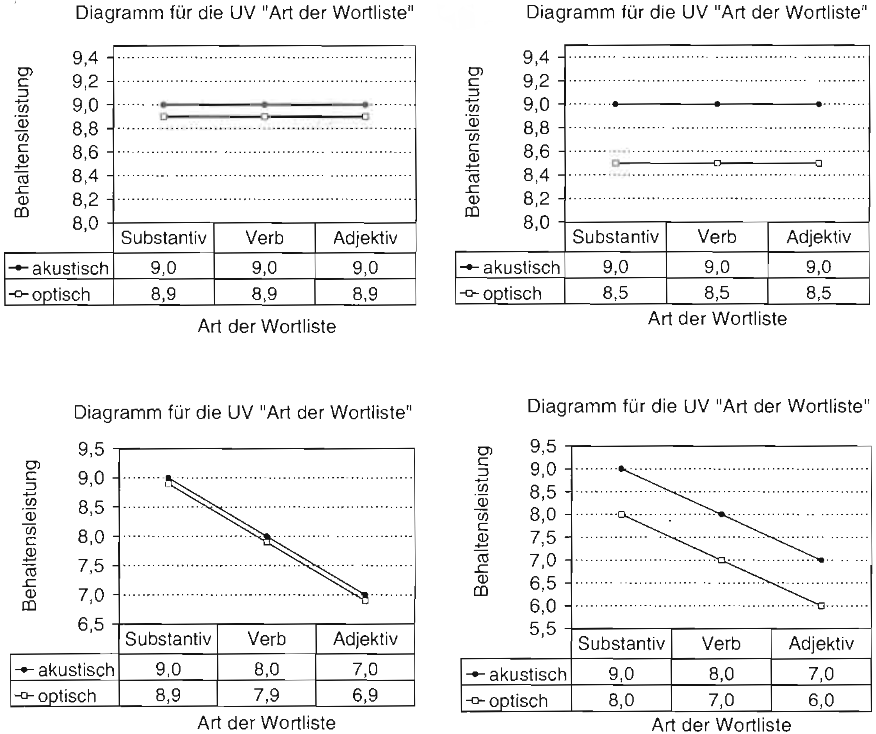 Diagramm für die UV "Art der Wortliste"
Behaltensleistung
9,4
9,2
9,0
8,8
8,6
8,4
8,2
8,0
Substantiv Verb Adjektiv
akustisch 9,0 9,0 9,0
optisch 8,9 8,9 8,9
Art der Wortliste
Diagramm für die UV "Art der Wortliste"
Behaltensleistung
9,4
9,2
9,0
8,8
8,6
8,4
8,2
8,0
Substantiv Verb Adjektiv
akustisch 9,0 9,0 9,0
optisch 8,5 8,5 8,5
Art der Wortliste
Diagramm für die UV "Art der Wortliste"
Behaltensleistung
9,5
9,0
8,5
8,0
7,5
7,0
6,5
Substantiv Verb Adjektiv
akustisch 9,0 8,0 7,0
optisch 8,9 7,9 6,9
Art der Wortliste
Diagramm für die UV "Art der Wortliste"
Behaltensleistung
9,5
9,0
8,5
8,0
7,5
7,0
6,5
6,0
5,5
Substantiv Verb Adjektiv
akustisch 9,0 8,0 7,0
optisch 8,0 7,0 6,0
Art der Wortliste